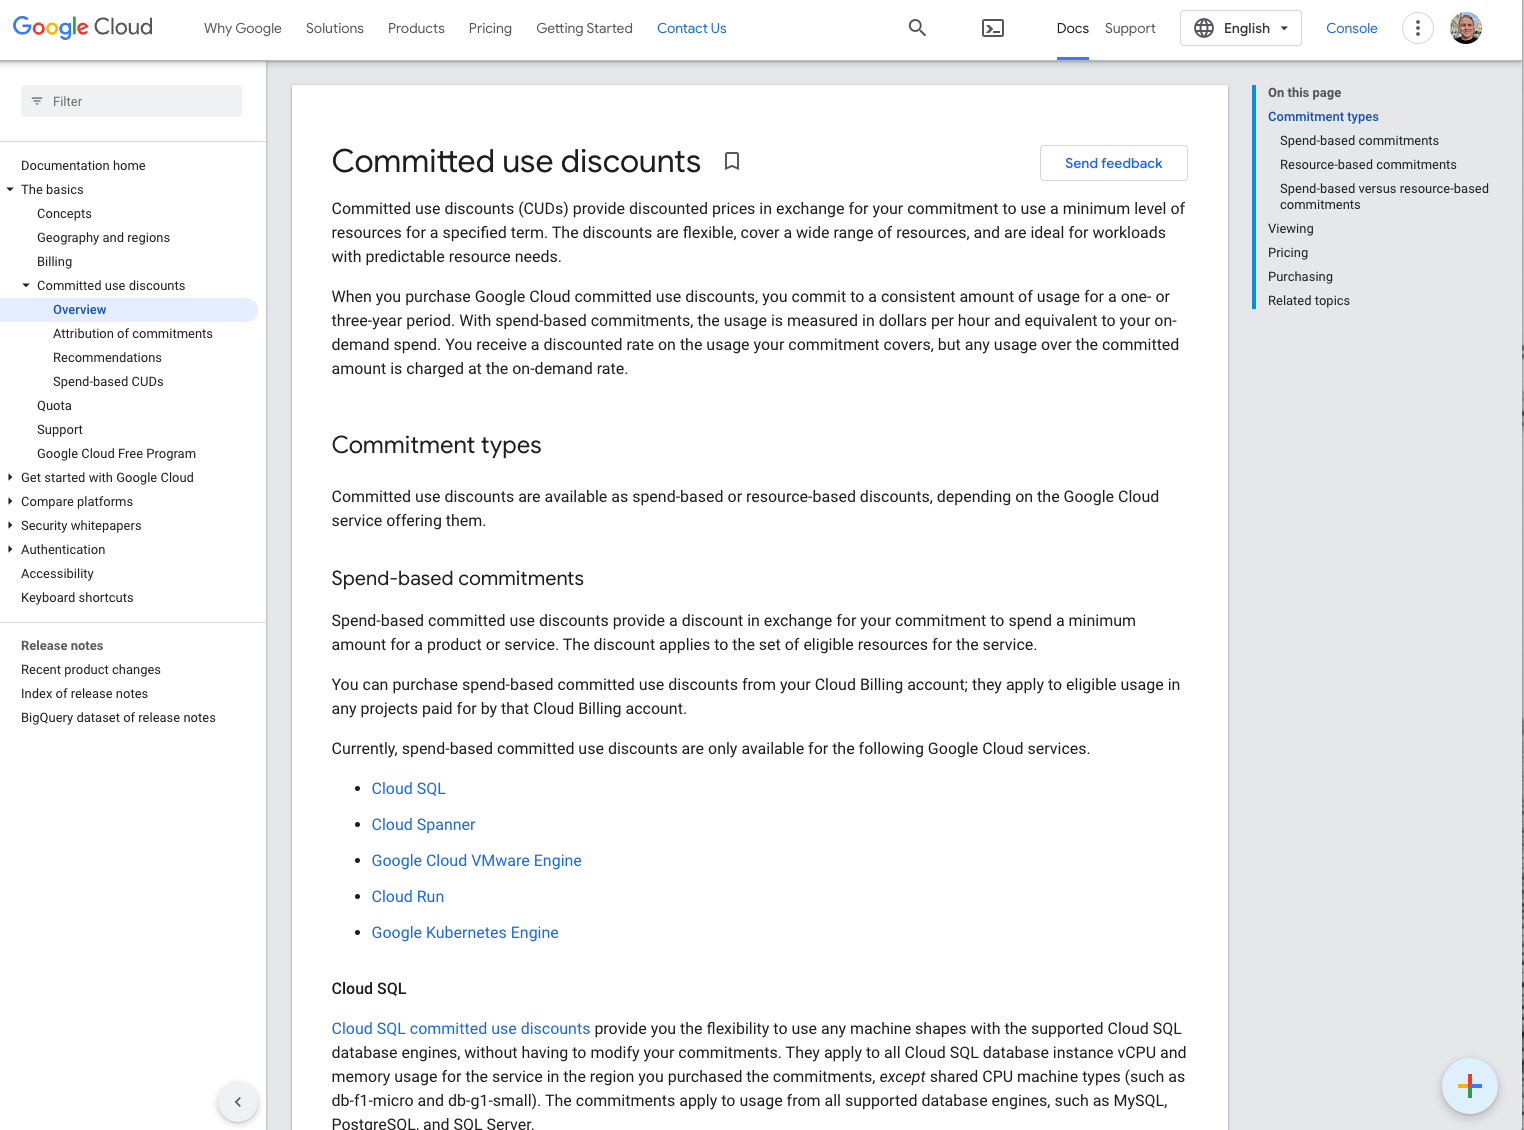 Google Cloud
Why Google
Solutions
Products
Pricing
Getting Started
Contact Us
Docs
Support
English
Console
Filter
Documentation home
The basics
Concepts
Geography and regions
Billing
Committed use discounts
Overview
Attribution of commitments
Recommendations
Spend-based CUDs
Quota
Support
Google Cloud Free Program
Get started with Google Cloud
Compare platforms
Security whitepapers
Authentication
Accessibility
Keyboard shortcuts
Release notes
Recent product changes
Index of release notes
BigQuery dataset of release notes
Committed use discounts
Send feedback
Committed use discounts (CUDs) provide discounted prices in exchange for your commitment to use a minimum level of
resources for a specified term. The discounts are flexible, cover a wide range of resources, and are ideal for workloads
with predictable resource needs.
When you purchase Google Cloud committed use discounts, you commit to a consistent amount of usage for a one- or
three-year period. With spend-based commitments, the usage is measured in dollars per hour and equivalent to your on-
demand spend. You receive a discounted rate on the usage your commitment covers, but any usage over the committed
amount is charged at the on-demand rate.
Commitment types
Committed use discounts are available as spend-based or resource-based discounts, depending on the Google Cloud
service offering them.
Spend-based commitments
Spend-based committed use discounts provide a discount in exchange for your commitment to spend a minimum
amount for a product or service. The discount applies to the set of eligible resources for the service.
You can purchase spend-based committed use discounts from your Cloud Billing account; they apply to eligible usage in
any projects paid for by that Cloud Billing account.
Currently, spend-based committed use discounts are only available for the following Google Cloud services.
• Cloud SQL
• Cloud Spanner
• Google Cloud VMware Engine
• Cloud Run
• Google Kubernetes Engine
Cloud SQL
Cloud SQL committed use discounts provide you the flexibility to use any machine shapes with the supported Cloud SQL
database engines, without having to modify your commitments. They apply to all Cloud SQL database instance vCPU and
memory usage for the service in the region you purchased the commitments, except shared CPU machine types (such as
db-f1-micro and db-g1-small). The commitments apply to usage from all supported database engines, such as MySQL,
PostgreSQL, and SQL Server.
On this page
Commitment types
Spend-based commitments
Resource-based commitments
Spend-based versus resource-based
commitments
Viewing
Pricing
Purchasing
Related topics